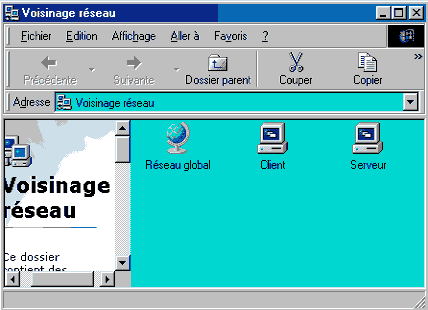 Voisinage réseau
Fichier Edition Affichage Aller à Favoris ?
Précédente Suivante Dossier parent Couper Copier »
Adresse Voisinage réseau
Réseau global Client Serveur
Voisinage
réseau
Ce dossier
contient des